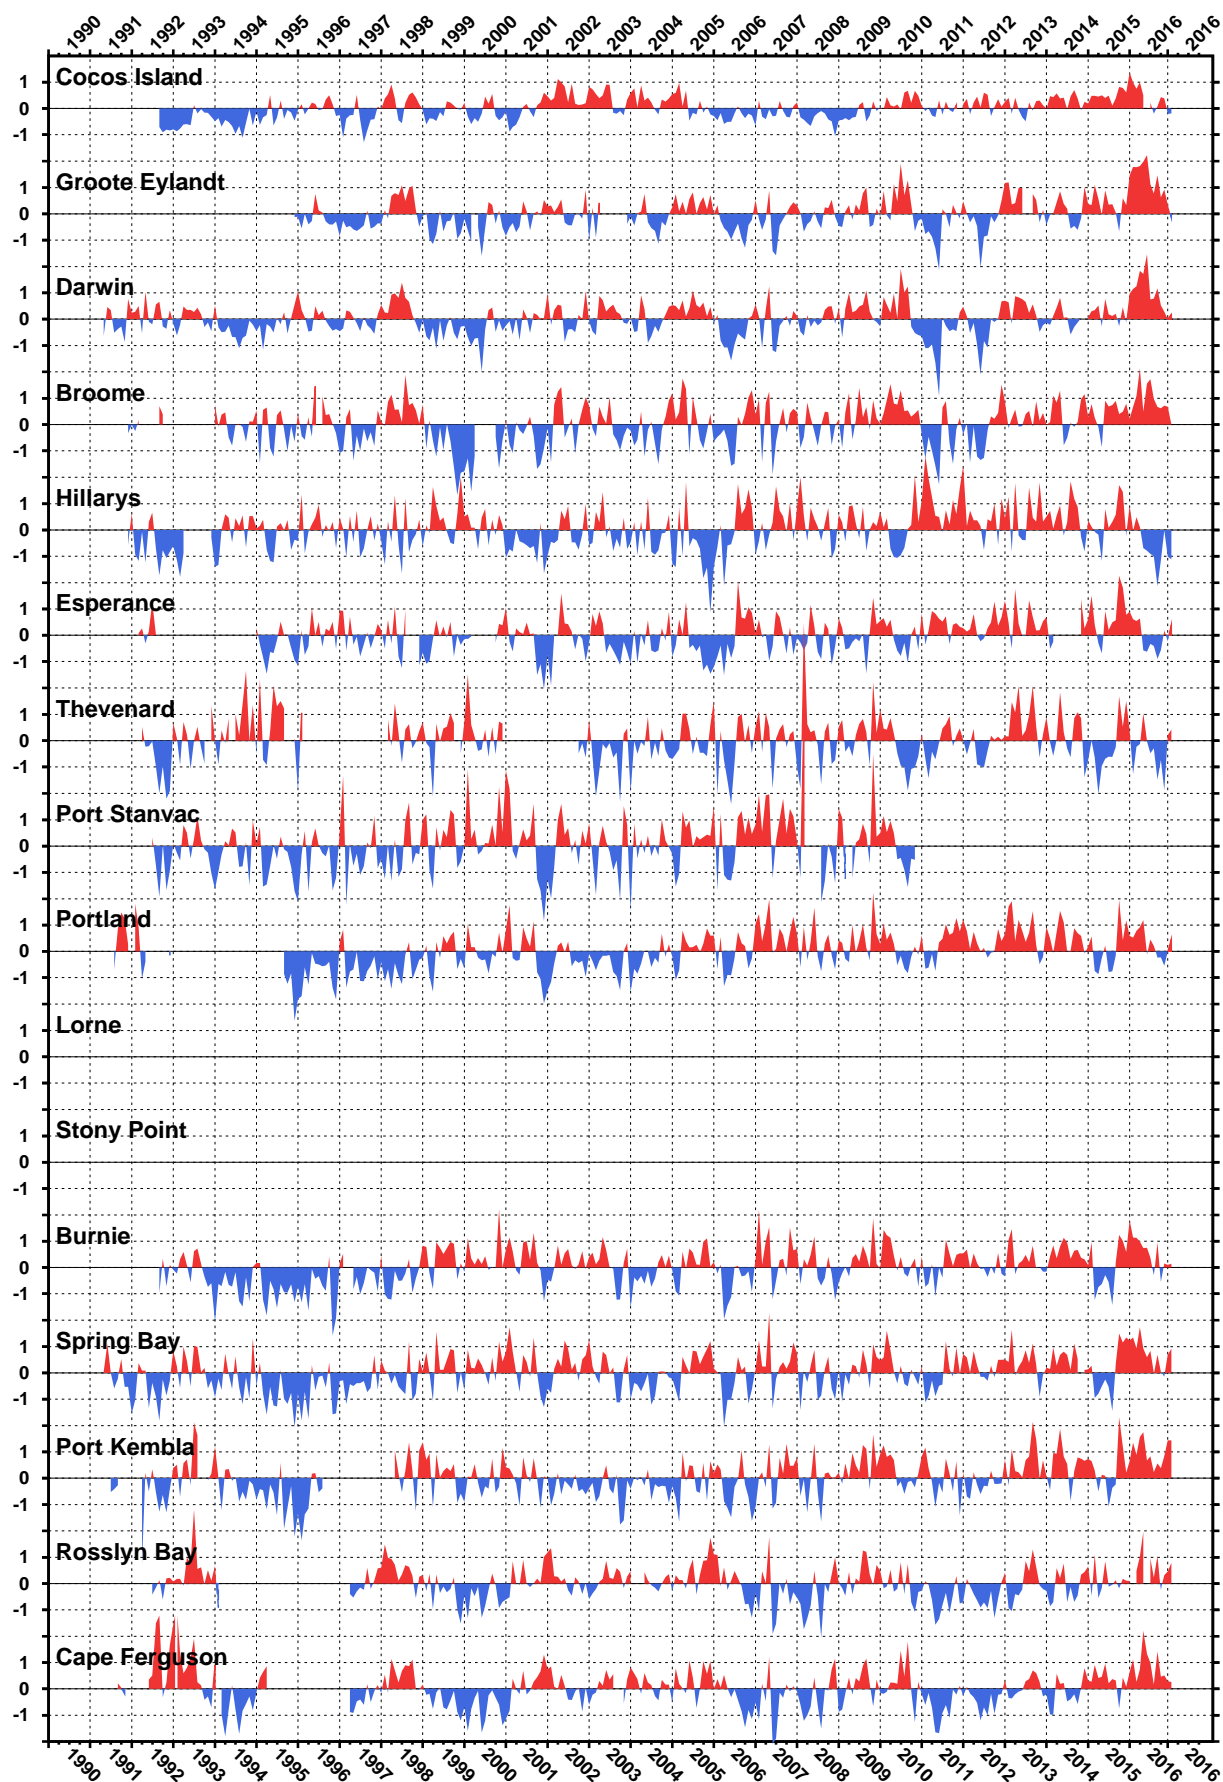 1990 1991 1992 1993 1994 1995 1996 1997 1998 1999 2000 2001 2002 2003 2004 2005 2006 2007 2008 2009 2010 2011 2012 2013 2014 2015 2016 2016
Cocos Island
1
0
-1
Groote Eylandt
1
0
-1
Darwin
1
0
-1
Broome
1
0
-1
Hillarys
1
0
-1
Esperance
1
0
-1
Thevenard
1
0
-1
Port Stanvac
1
0
-1
Portland
1
0
-1
Lorne
1
0
-1
Stony Point
1
0
-1
Burnie
1
0
-1
Spring Bay
1
0
-1
Port Kembla
1
0
-1
Rosslyn Bay
1
0
-1
Cape Ferguson
1
0
-1
1990 1991 1992 1993 1994 1995 1996 1997 1998 1999 2000 2001 2002 2003 2004 2005 2006 2007 2008 2009 2010 2011 2012 2013 2014 2015 2016 2016